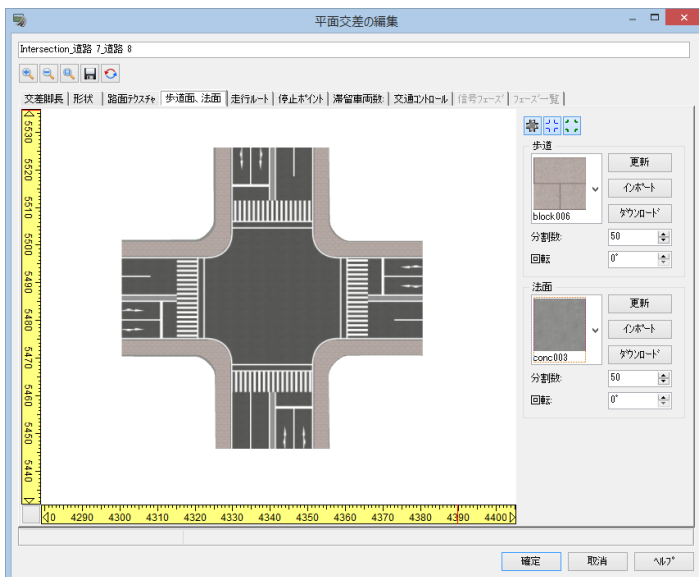 平面交差の編集
Intersection_道路 7_道路 8
交差脚長 形状 路面テクスチャ 歩道面、法面 走行ルート 停止ポイント 滞留車両数: 交通コントロール 信号フェーズ フェーズ一覧
5530
5520
5510
5500
5490
5480
5470
5460
5450
5440
0 4290 4300 4310 4320 4330 4340 4350 4360 4370 4380 4390 4400
歩道
block006
更新
インポート
ダウンロード
分割数: 50
回転 0°
法面
conc003
更新
インポート
ダウンロード
分割数: 50
回転: 0°
確定 取消 ヘルプ